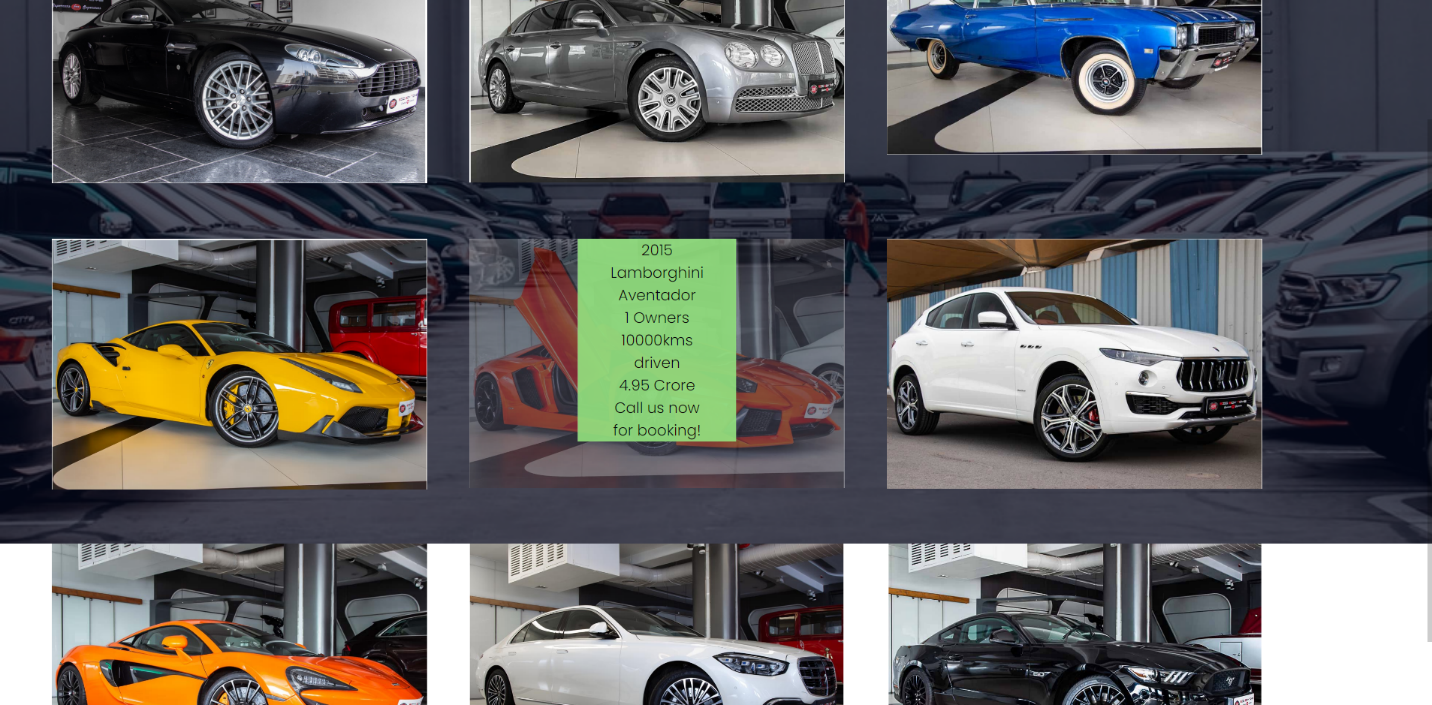 2015
Lamborghini
Aventador
1 Owners
10000kms
driven
4.95 Crore
Call us now
for booking!